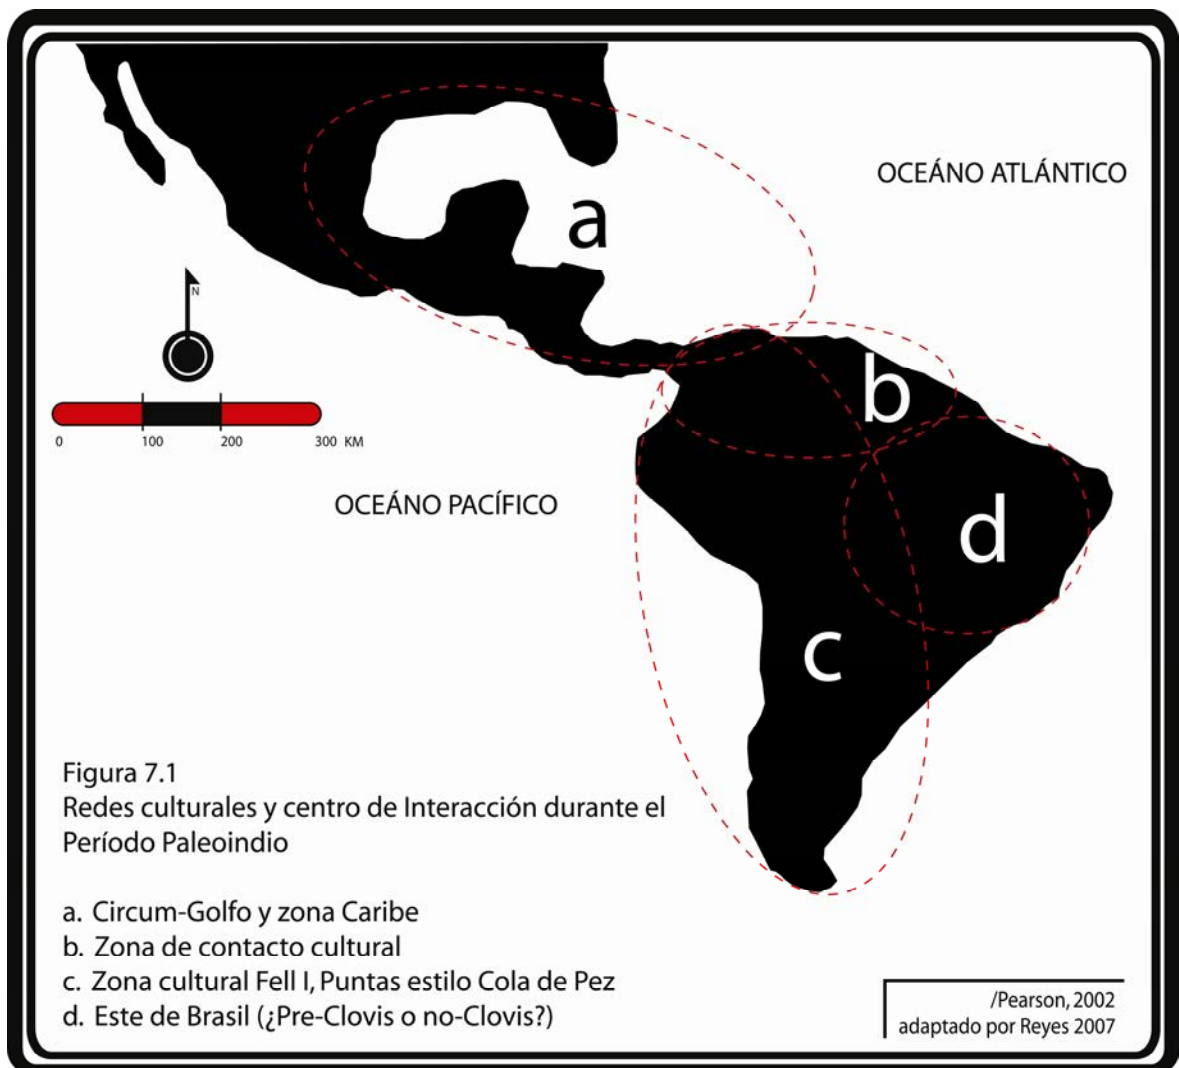 OCEÁNO ATLÁNTICO
a
N
b
0 100 200 300 KM
OCEÁNO PACÍFICO
d
c
Figura 7.1
Redes culturales y centro de Interacción durante el
Período Paleoindio
a. Circum-Golfo y zona Caribe
b. Zona de contacto cultural
c. Zona cultural Fell I, Puntas estilo Cola de Pez
d. Este de Brasil (¿Pre-Clovis o no-Clovis?)
/Pearson, 2002
adaptado por Reyes 2007